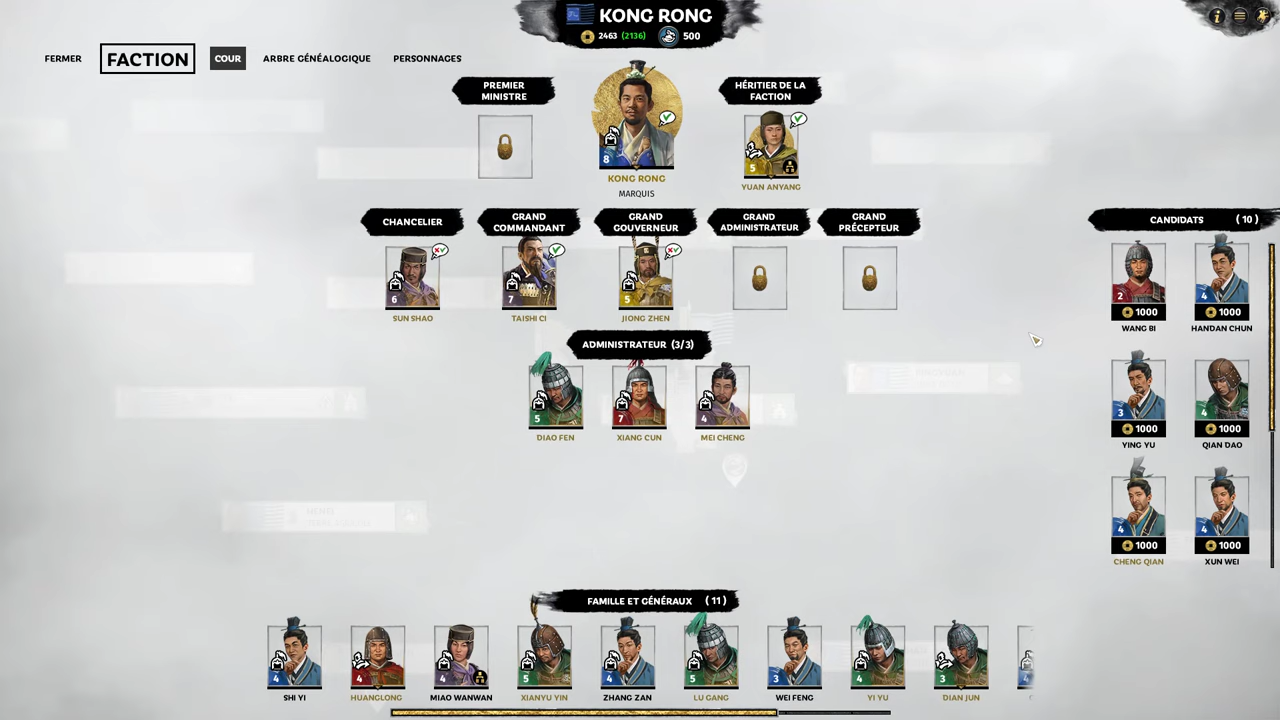 KONG RONG
2463 (2136) 500
FERMER FACTION COUR ARBRE GÉNÉALOGIQUE PERSONNAGES
PREMIER
MINISTRE
HÉRITIER DE LA
FACTION
8
5
KONG RONG
MARQUIS
YUAN ANYANG
CHANCELIER
GRAND
COMMANDANT
GRAND
GOUVERNEUR
GRAND
ADMINISTRATEUR
GRAND
PRÉCEPTEUR
6 7 5
SUN SHAO TAISHI CI JIONG ZHEN
ADMINISTRATEUR (3/3)
5 7 4
DIAO FEN XIANG CUN MEI CHENG
CANDIDATS (10)
2 4
1000 1000
WANG BI HANDAN CHUN
3 4
1000 1000
YING YU QIAN DAO
4 4
1000 1000
CHENG QIAN XUN WEI
FAMILLE ET GÉNÉRAUX (11)
4 4 4 5 4 5 3 4 3 4
SHI YI HUANGLONG MIAO WANWAN XIANYU YIN ZHANG ZAN LU GANG WEI FENG YI YU DIAN JUN